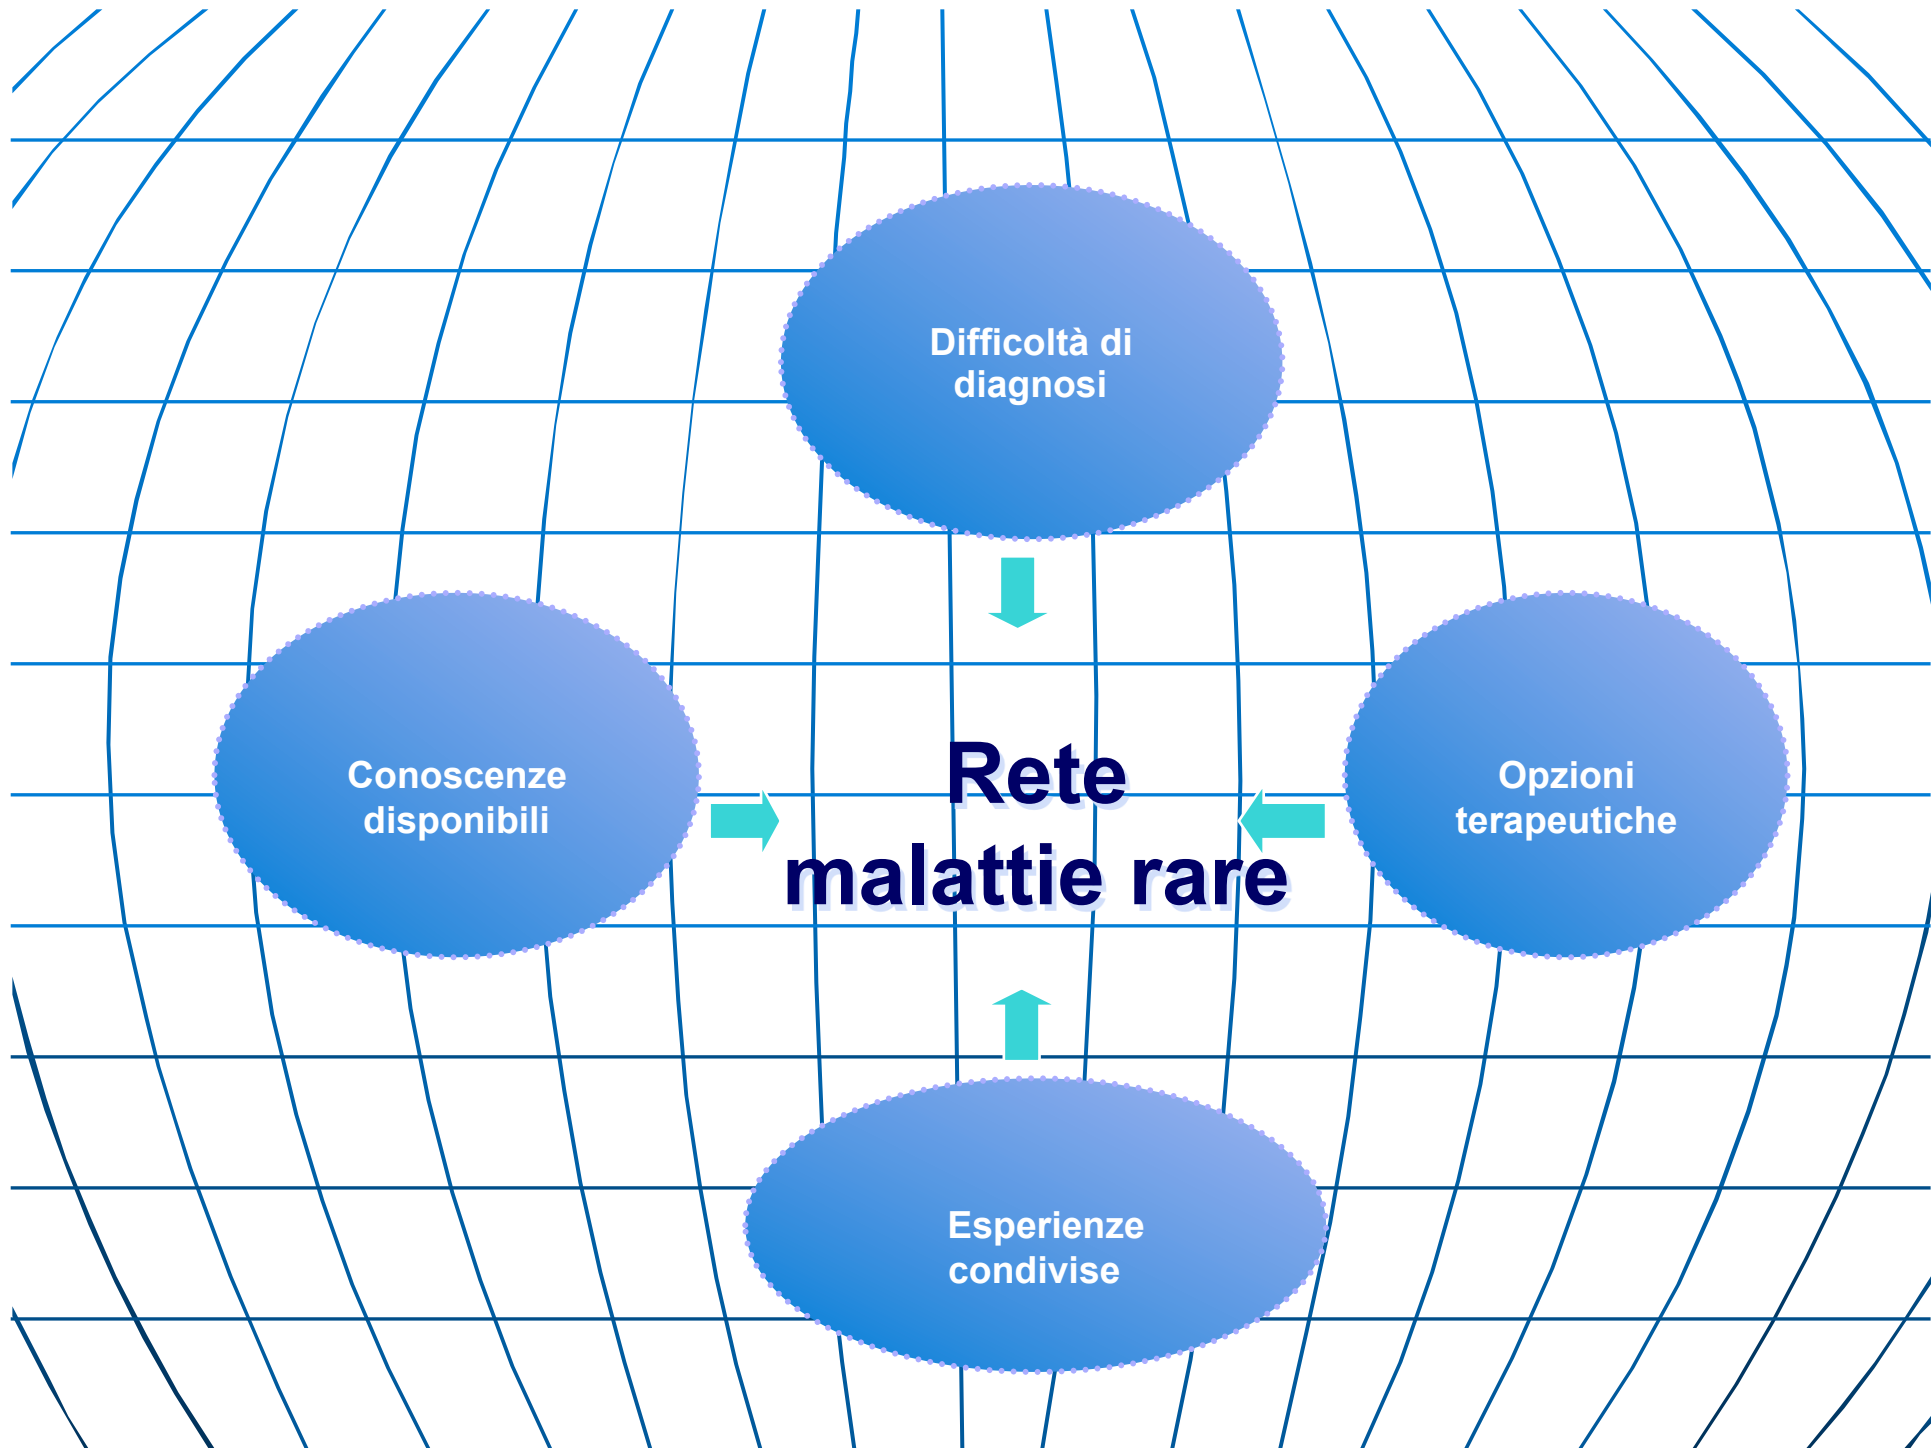 Difficoltà di
diagnosi
Conoscenze
disponibili
Rete
malattie rare
Opzioni
terapeutiche
Esperienze
condivise